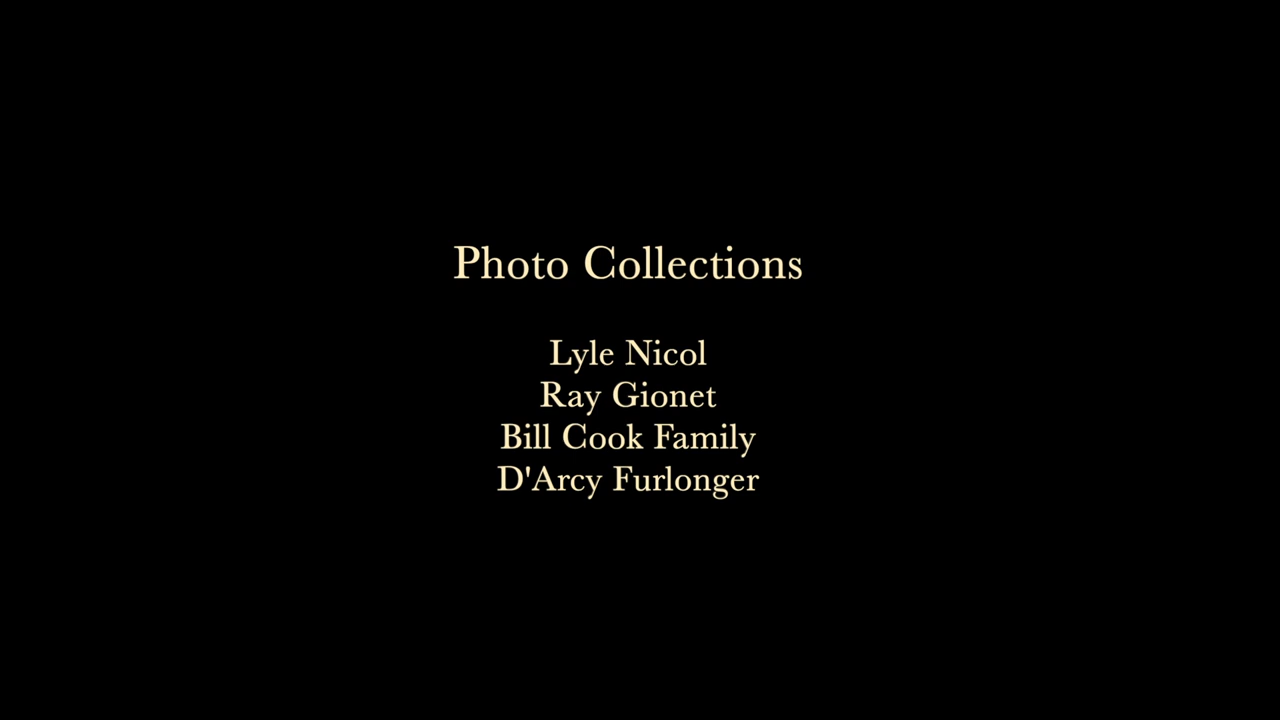 Photo Collections
Lyle Nicol
Ray Gionet
Bill Cook Family
D'Arcy Furlonger